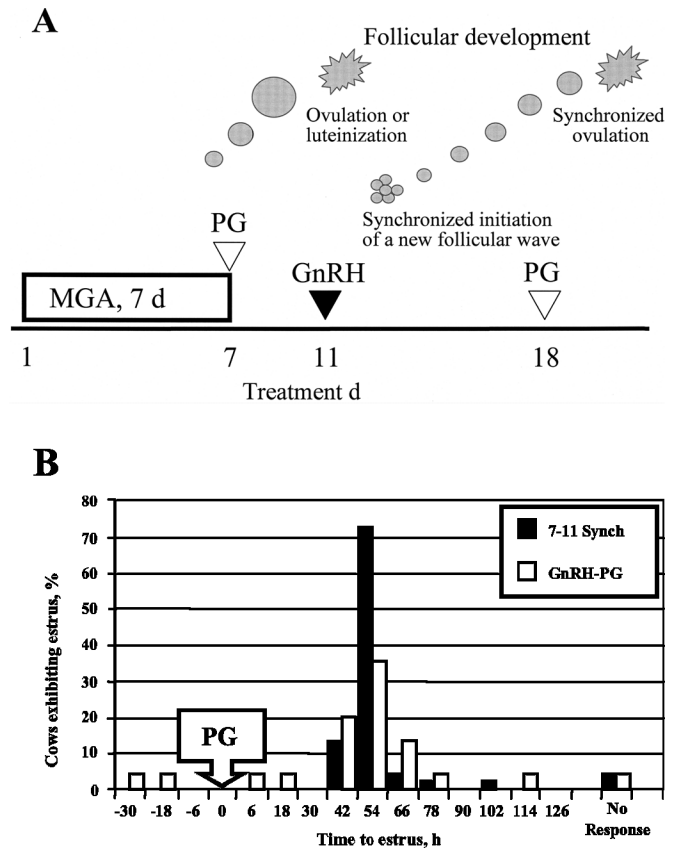 A
Follicular development
Ovulation or
luteinization
Synchronized
ovulation
Synchronized initiation
of a new follicular wave
PG
GnRH
PG
MGA, 7 d
1 7 11 18
Treatment d
B
80
70
60
50
40
30
20
10
0
Cows exhibiting estrus, %
7-11 Synch
GnRH-PG
PG
-30 -18 -6 0 6 18 30 42 54 66 78 90 102 114 126 No
Response
Time to estrus, h